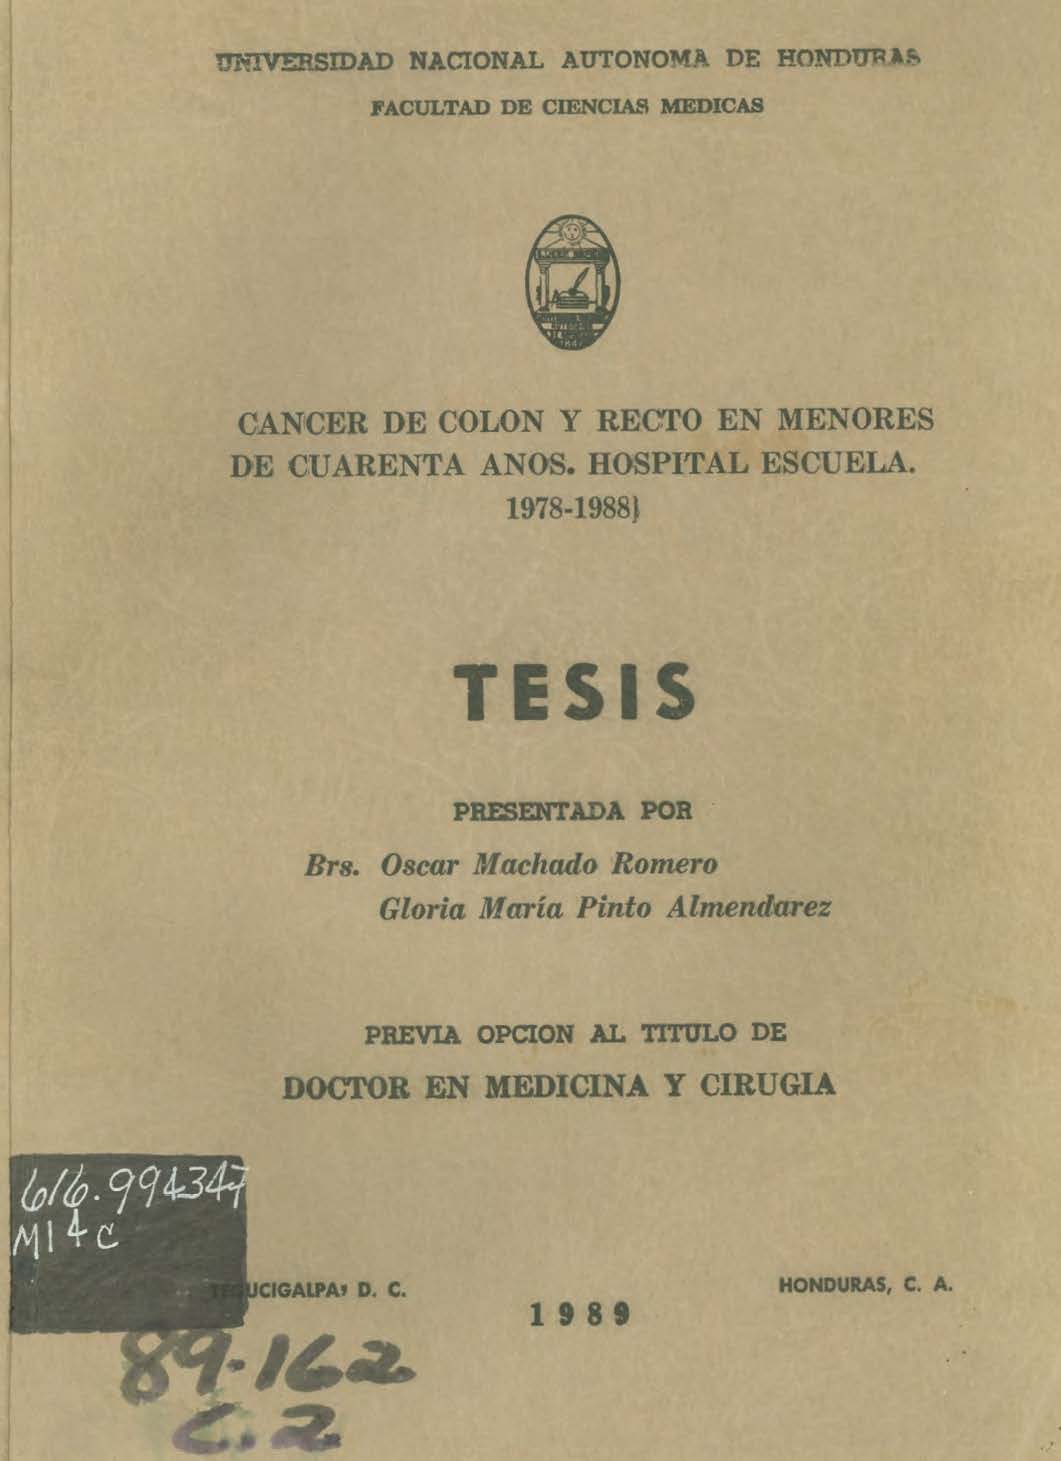 UNIVERSIDAD NACIONAL AUTONOMA DE HONDURAS
FACULTAD DE CIENCIAS MEDICAS
CANCER DE COLON Y RECTO EN MENORES
DE CUARENTA ANOS. HOSPITAL ESCUELA.
1978-1988)
TESIS
PRESENTADA POR
Brs. Oscar Machado Romero
Gloria María Pinto Almendarez
PREVIA OPCION AL TITULO DE
DOCTOR EN MEDICINA Y CIRUGIA
616.994347
M14c
TEGUCIGALPA, D. C.
HONDURAS, C. A.
1989
89-162
C.2